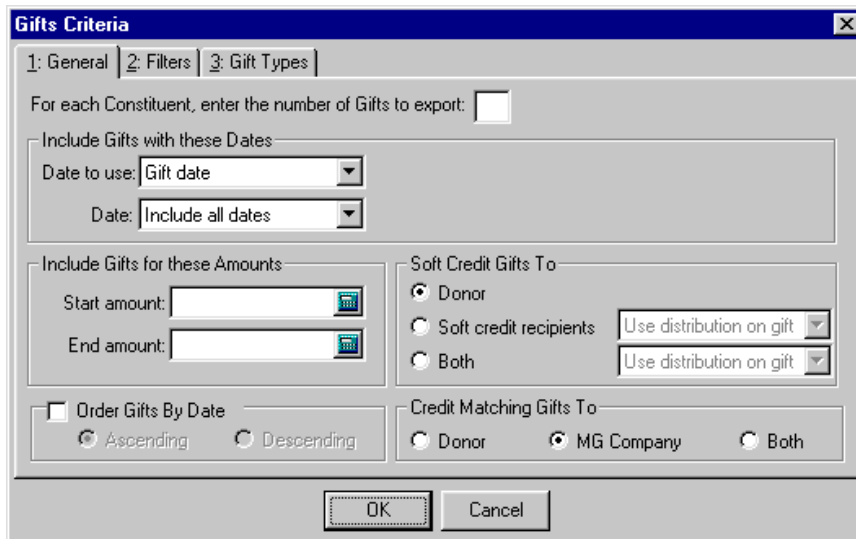 Gifts Criteria
1: General 2: Filters 3: Gift Types
For each Constituent, enter the number of Gifts to export:
Include Gifts with these Dates
Date to use: Gift date
Date: Include all dates
Include Gifts for these Amounts
Start amount:
End amount:
Soft Credit Gifts To
Donor
Soft credit recipients Use distribution on gift
Both Use distribution on gift
Order Gifts By Date
Ascending Descending
Credit Matching Gifts To
Donor MG Company Both
OK Cancel